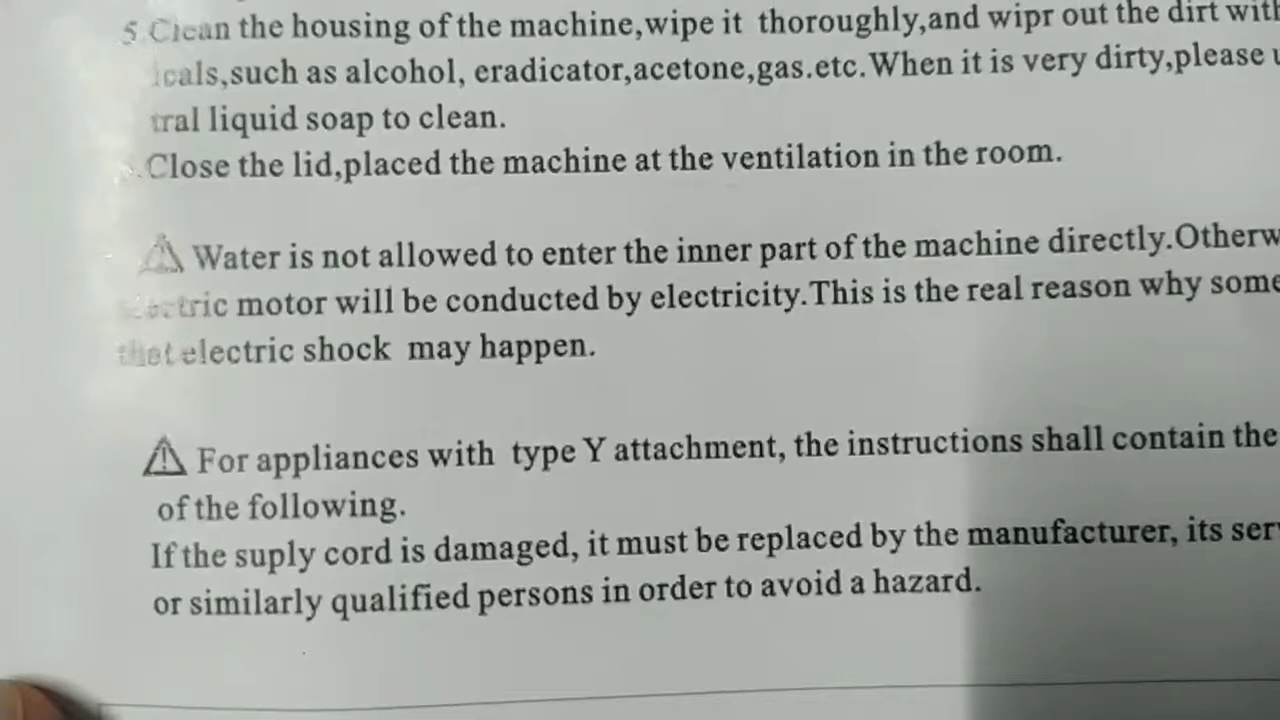 5 Clean the housing of the machine,wipe it thoroughly,and wipr out the dirt with
icals,such as alcohol, eradicator,acetone,gas.etc.When it is very dirty,please
tral liquid soap to clean.
Close the lid,placed the machine at the ventilation in the room.
Water is not allowed to enter the inner part of the machine directly.Otherw
electric motor will be conducted by electricity.This is the real reason why some
that electric shock may happen.
For appliances with type Y attachment, the instructions shall contain the
of the following.
If the suply cord is damaged, it must be replaced by the manufacturer, its ser
or similarly qualified persons in order to avoid a hazard.